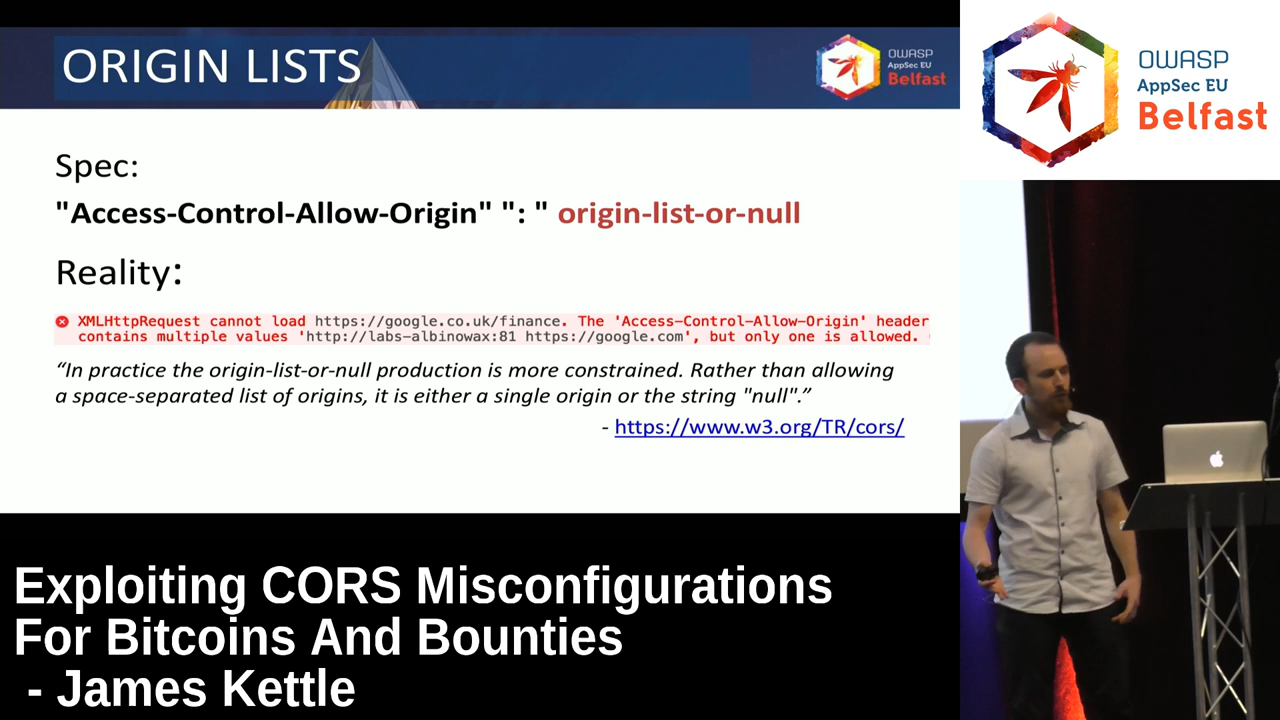 ORIGIN LISTS
OWASP
AppSec EU
Belfast
OWASP
AppSec EU
Belfast
Spec:
"Access-Control-Allow-Origin" ": " origin-list-or-null
Reality:
XMLHttpRequest cannot load https://google.co.uk/finance. The 'Access-Control-Allow-Origin' header
contains multiple values 'http://labs-albinowax:81 https://google.com', but only one is allowed.
“In practice the origin-list-or-null production is more constrained. Rather than allowing
a space-separated list of origins, it is either a single origin or the string "null".”
- https://www.w3.org/TR/cors/
Exploiting CORS Misconfigurations
For Bitcoins And Bounties
- James Kettle